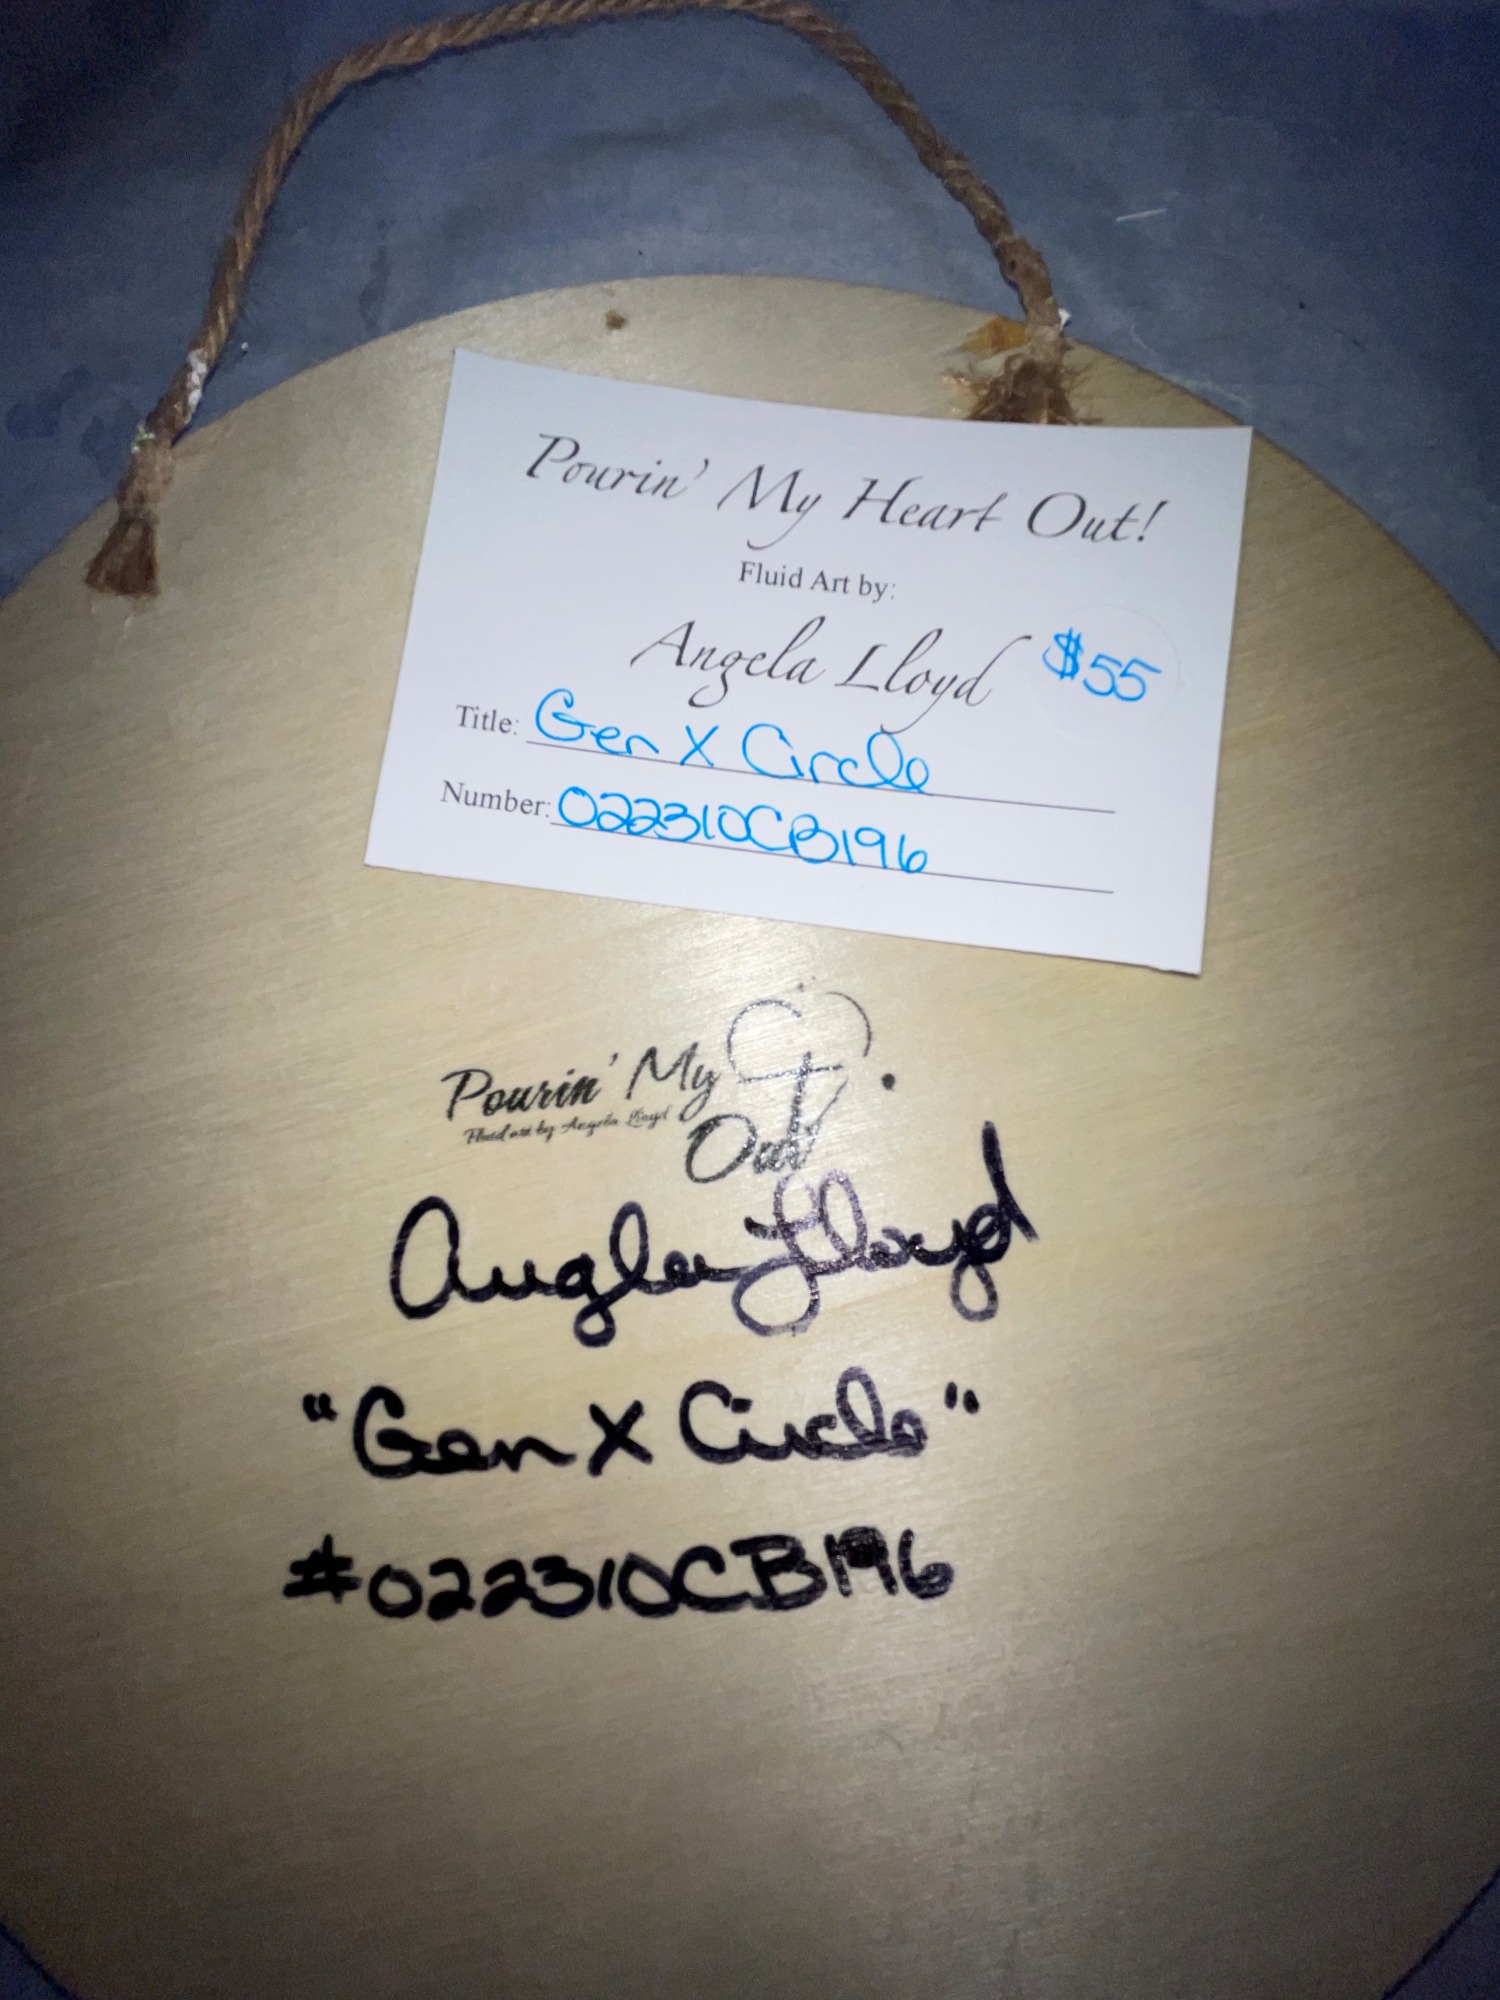 Pourin' My Heart Out!
Fluid Art by:
Angela Lloyd $55
Title: Gen X Circle
Number: 022310CB196
Pourin' My
Fluid art by Angela Lloyd
Out
Angela Lloyd
"Gen X Circle"
#022310CB196